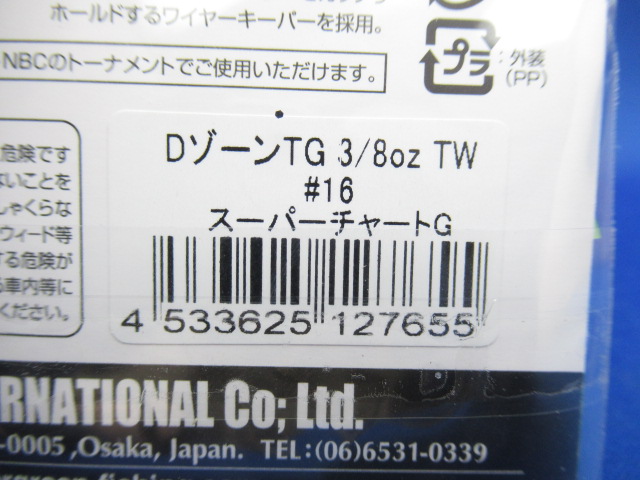 ホールドするワイヤーキーパーを採用。
NBCのトーナメントでご使用いただけます。
プラ
:外装
(PP)
危険です
ないことを
しゃくらな
ウィード等
する危険が
る車内等に
ください。
DゾーンTG 3/8oz TW
#16
スーパーチャートG
4 533625 127655
RNATIONAL Co; Ltd.
-0005 ,Osaka, Japan. TEL:(06)6531-0339